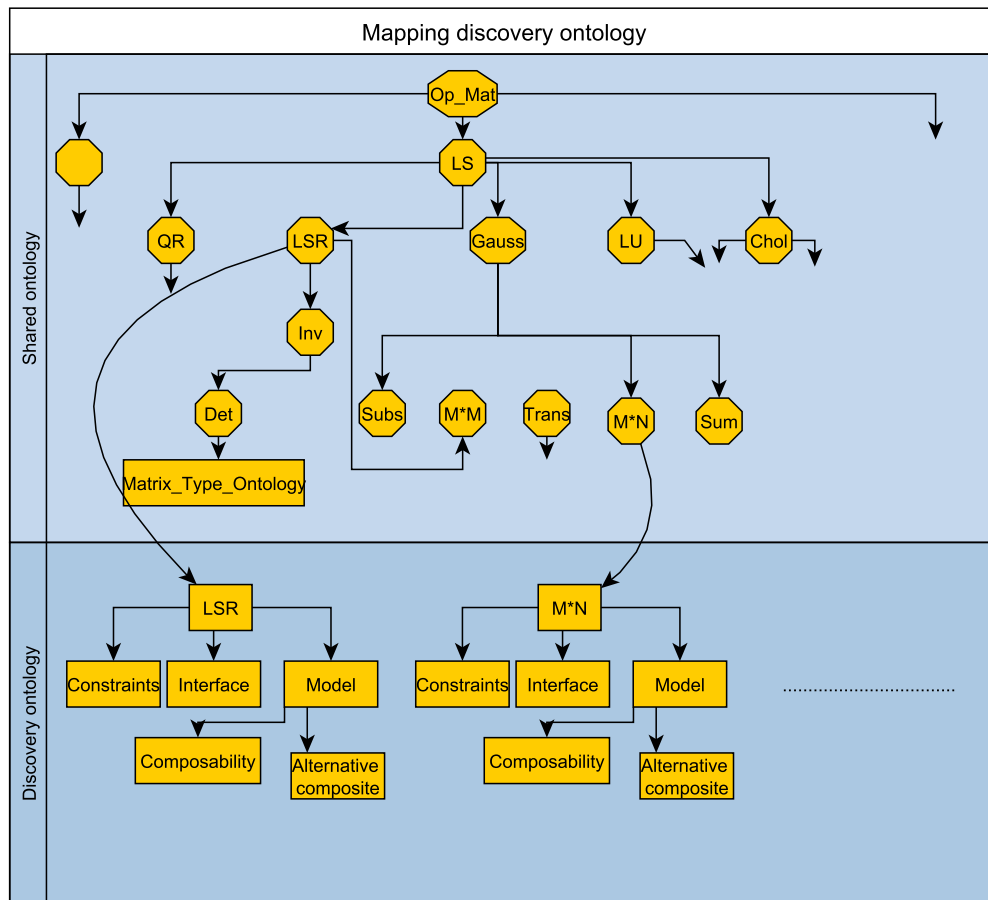 Mapping discovery ontology
Shared ontology
Op_Mat
LS
QR
LSR
Gauss
LU
Chol
Inv
Det
Subs
M*M
Trans
M*N
Sum
Matrix_Type_Ontology
Discovery ontology
LSR
M*N
Constraints
Interface
Model
Constraints
Interface
Model
...................................
Composability
Alternative
composite
Composability
Alternative
composite